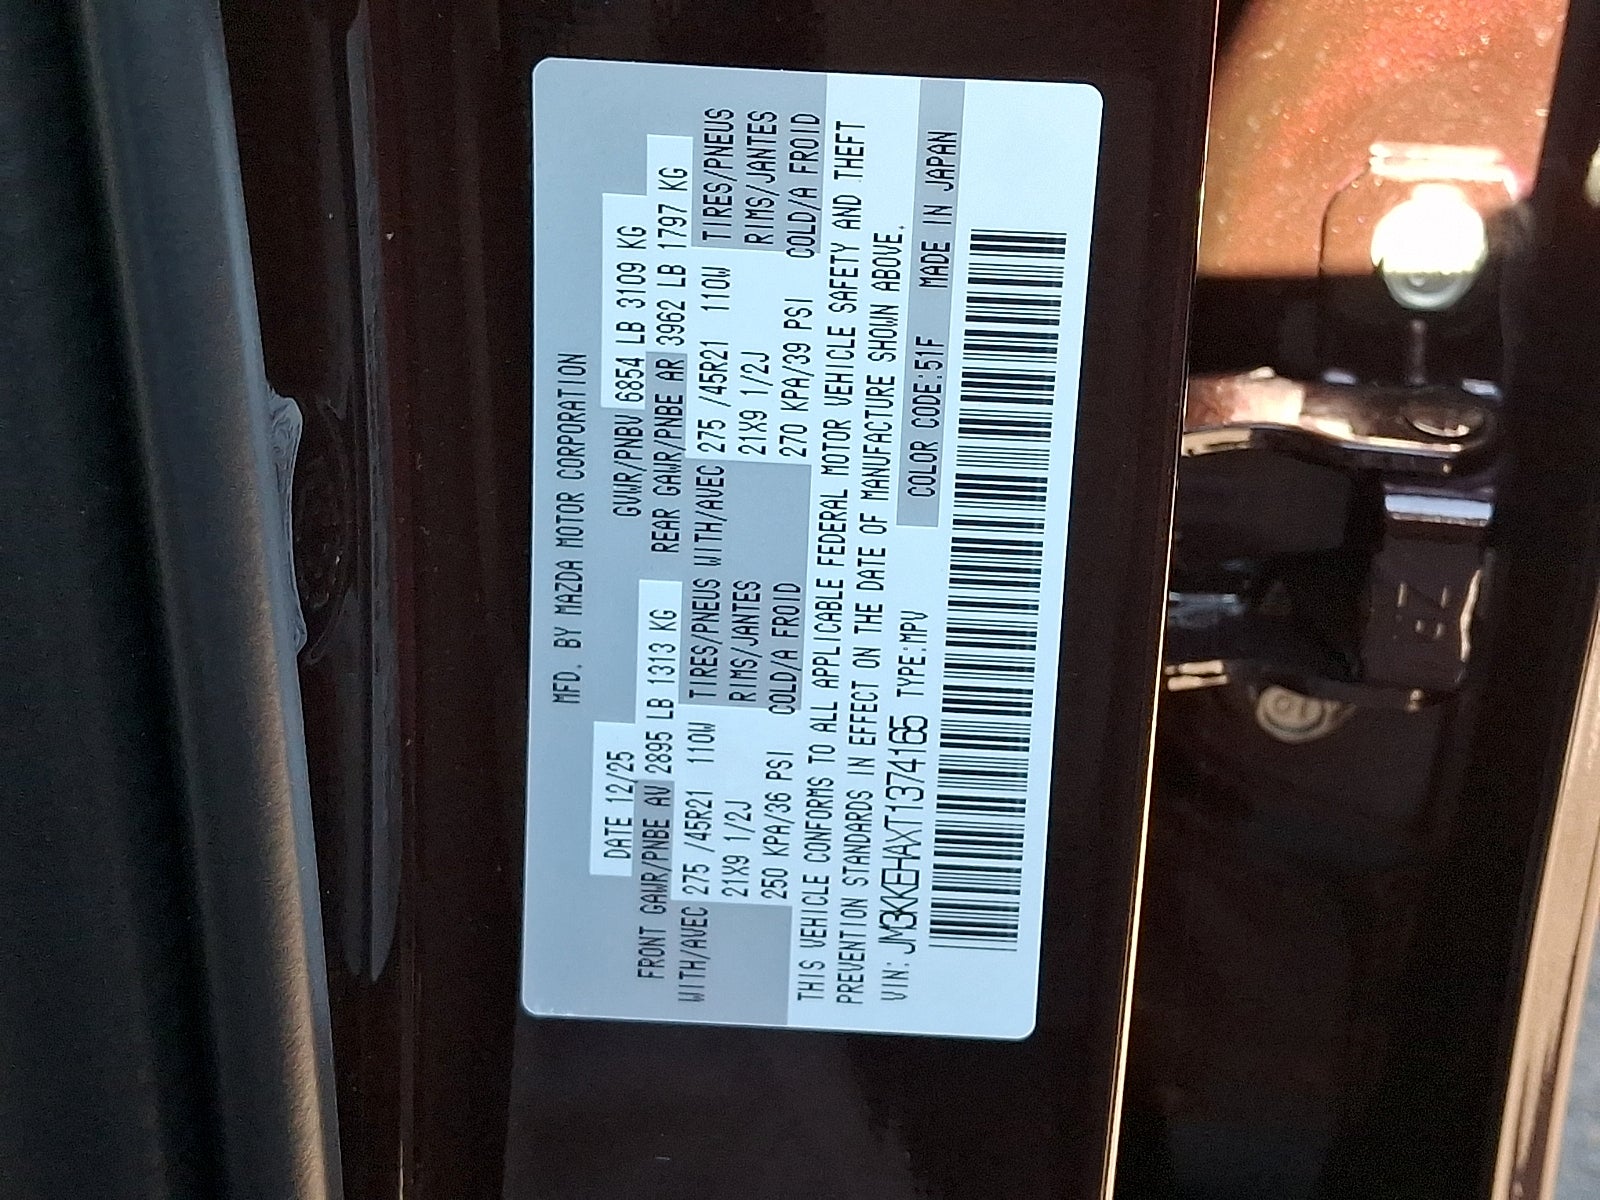 MFD. BY MAZDA MOTOR CORPORATION
DATE 12/25 GVWR/PNBV 6854 LB 3109 KG
FRONT GAWR/PNBE AV 2895 LB 1313 KG REAR GAWR/PNBE AR 3962 LB 1797 KG
WITH/AVEC 275 /45R21 110W TIRES/PNEUS WITH/AVEC 275 /45R21 110W TIRES/PNEUS
21X9 1/2J RIMS/JANTES 21X9 1/2J RIMS/JANTES
250 KPA/36 PSI COLD/A FROID 270 KPA/39 PSI COLD/A FROID
THIS VEHICLE CONFORMS TO ALL APPLICABLE FEDERAL MOTOR VEHICLE SAFETY AND THEFT
PREVENTION STANDARDS IN EFFECT ON THE DATE OF MANUFACTURE SHOWN ABOVE.
VIN: JM3KKEHAXT1374165 TYPE:MPV COLOR CODE:51F MADE IN JAPAN